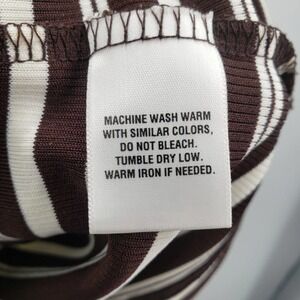 MACHINE WASH WARM
WITH SIMILAR COLORS,
DO NOT BLEACH.
TUMBLE DRY LOW.
WARM IRON IF NEEDED.